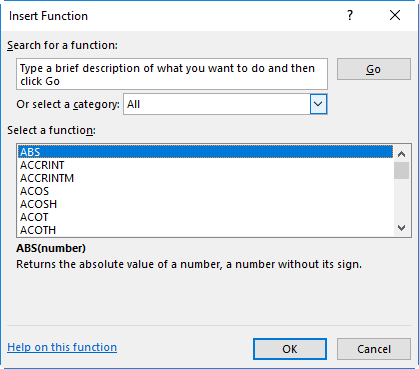 Insert Function
Search for a function:
Type a brief description of what you want to do and then
click Go
Go
Or select a category: All
Select a function:
ABS
ACCRINT
ACCRINTM
ACOS
ACOSH
ACOT
ACOTH
ABS(number)
Returns the absolute value of a number, a number without its sign.
Help on this function
OK
Cancel